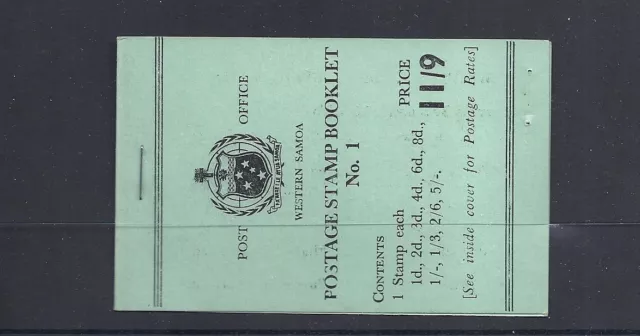 POST OFFICE
WESTERN SAMOA
POSTAGE STAMP BOOKLET
No. 1
CONTENTS PRICE
1 Stamp each
1d., 2d., 3d., 4d., 6d., 8d., 11/9
1/-, 1/3, 2/6, 5/-.
[See inside cover for Postage Rates]